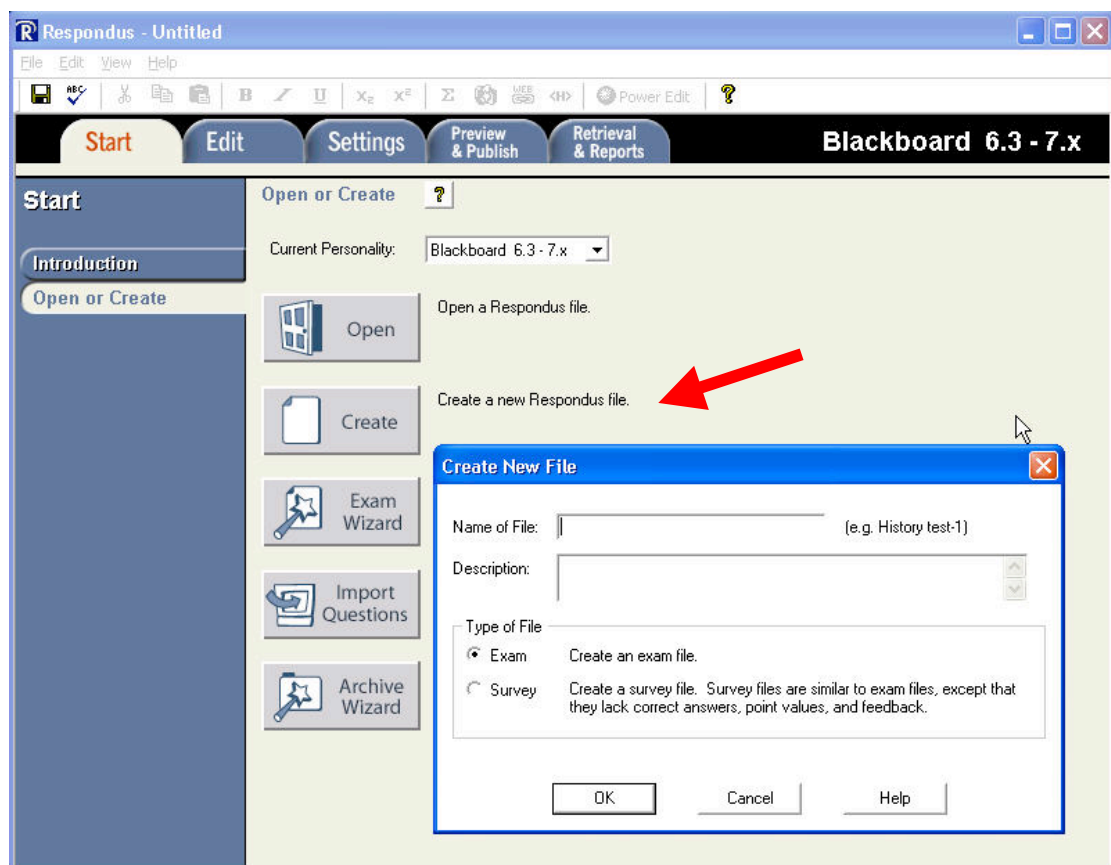 Respondus - Untitled
File Edit View Help
ABC
B I U X₂ X² Σ WEB <H> Power Edit ?
Start Edit Settings Preview & Publish Retrieval & Reports Blackboard 6.3 - 7.x
Start
Introduction
Open or Create
Open or Create ?
Current Personality: Blackboard 6.3 - 7.x
Open Open a Respondus file.
Create Create a new Respondus file.
Exam
Wizard
Import
Questions
Archive
Wizard
Create New File
Name of File: (e.g. History test-1)
Description:
Type of File
Exam Create an exam file.
Survey Create a survey file. Survey files are similar to exam files, except that
they lack correct answers, point values, and feedback.
OK Cancel Help